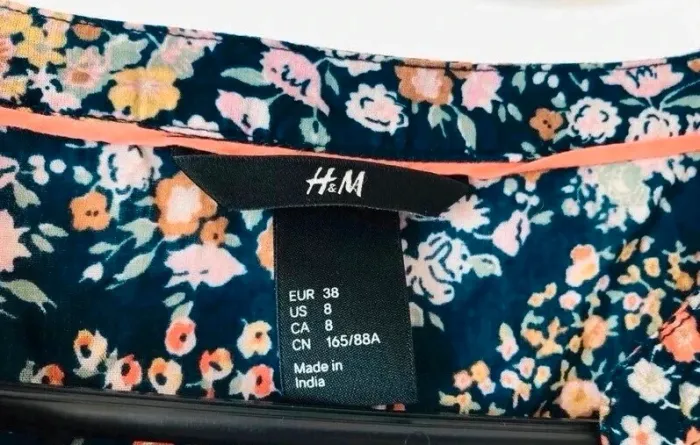 H&M
EUR 38
US 8
CA 8
CN 165/88A
Made in
India